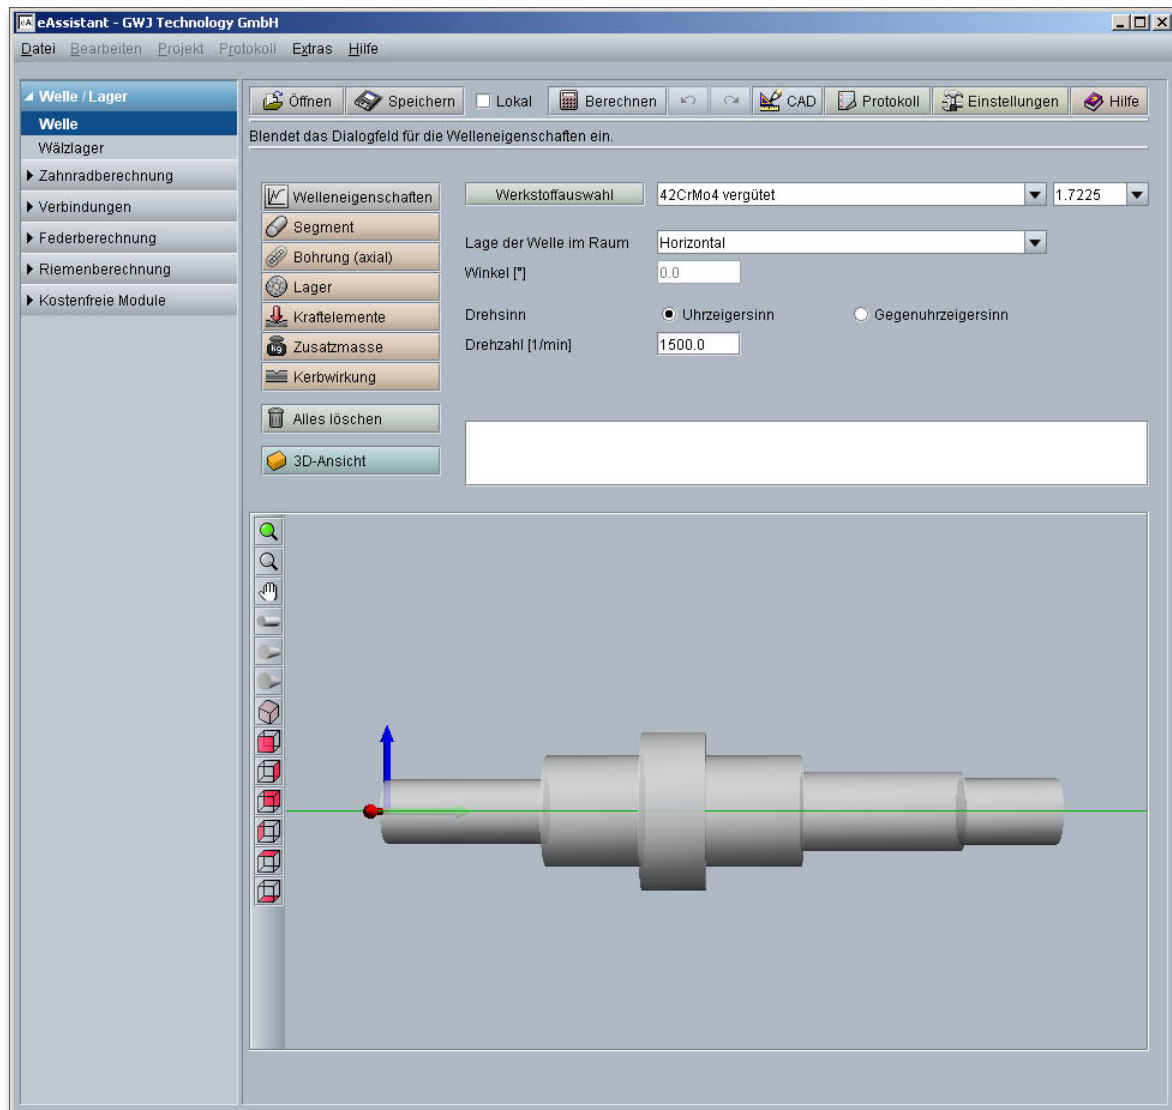 eAssistant - GWJ Technology GmbH
Datei Bearbeiten Projekt Protokoll Extras Hilfe
Welle / Lager
Welle
Wälzlager
Zahnradberechnung
Verbindungen
Federberechnung
Riemenberechnung
Kostenfreie Module
Öffnen Speichern Lokal Berechnen CAD Protokoll Einstellungen Hilfe
Blendet das Dialogfeld für die Welleneigenschaften ein.
Welleneigenschaften
Segment
Bohrung (axial)
Lager
Kraftelemente
Zusatzmasse
Kerbwirkung
Alles löschen
3D-Ansicht
Werkstoffauswahl 42CrMo4 vergütet 1.7225
Lage der Welle im Raum Horizontal
Winkel [°] 0.0
Drehsinn Uhrzeigersinn Gegenuhrzeigersinn
Drehzahl [1/min] 1500.0